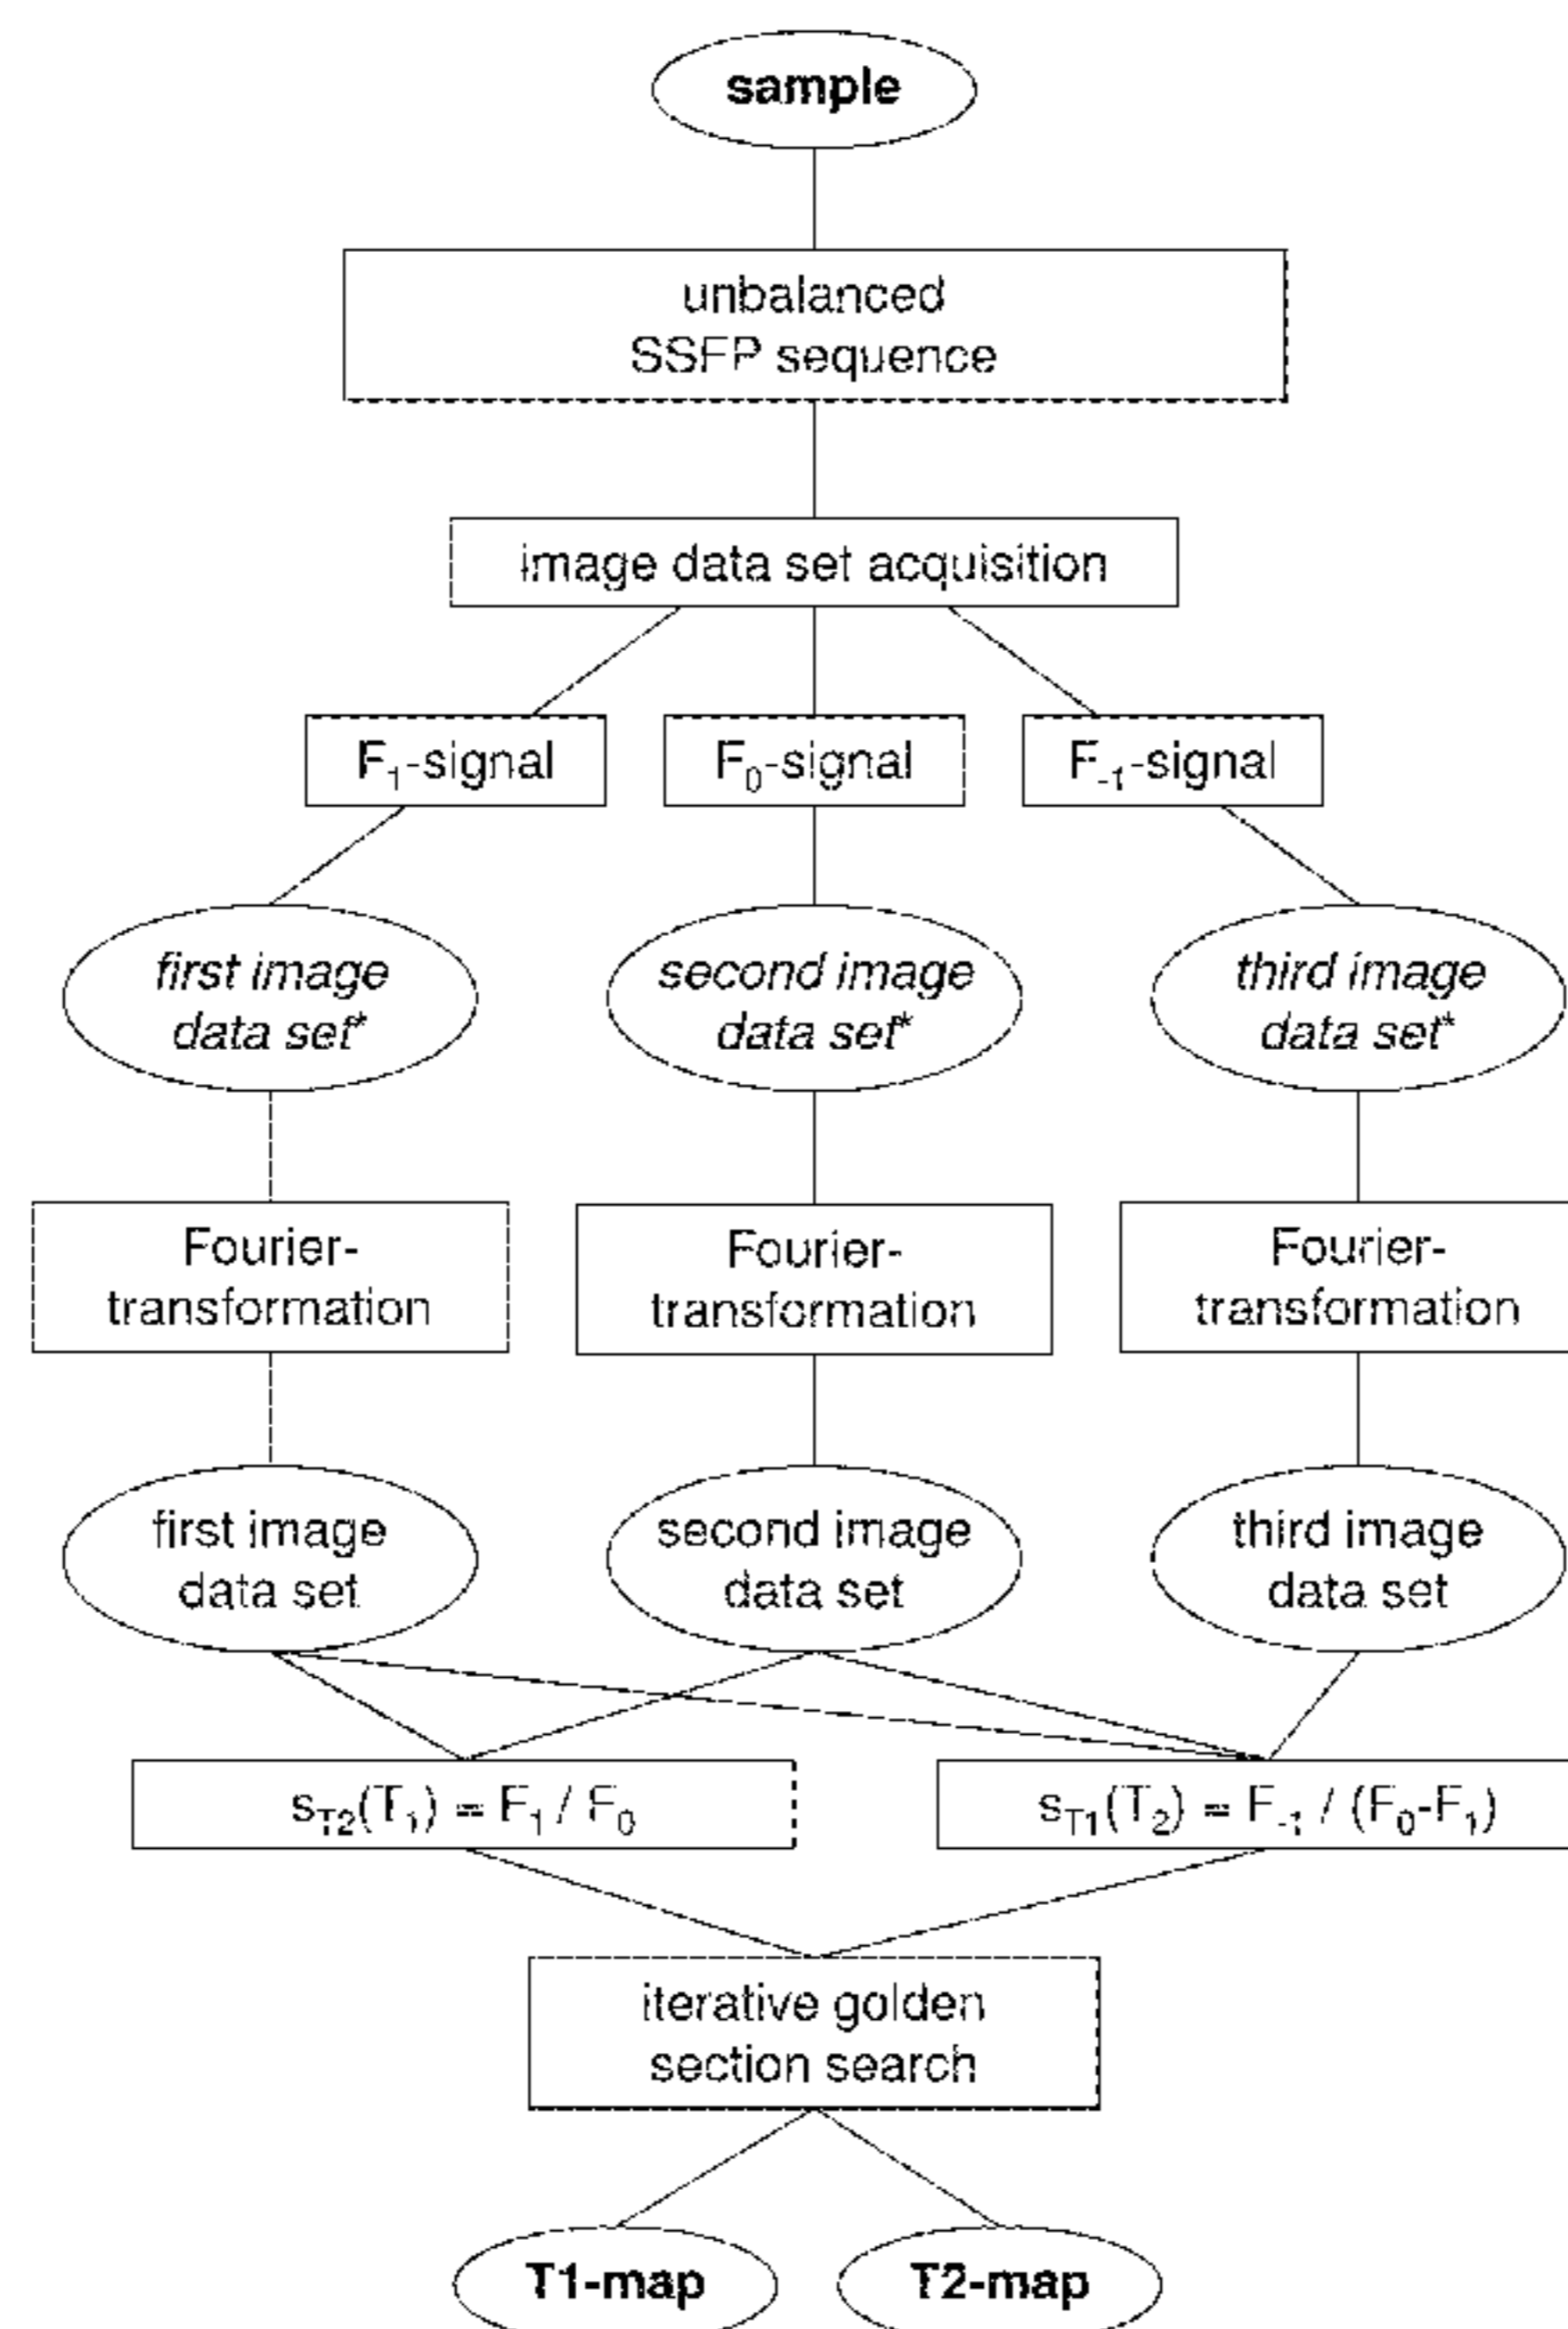 sample
unbalanced
SSFP sequence
image data set acquisition
F₁-signal
F₀-signal
F₋₁-signal
first image
data set*
second image
data set*
third image
data set*
Fourier-
transformation
Fourier-
transformation
Fourier-
transformation
first image
data set
second image
data set
third image
data set
s_T2(T₁) = F₁ / F₀
s_T1(T₂) = F₋₁ / (F₀-F₁)
iterative golden
section search
T1-map
T2-map